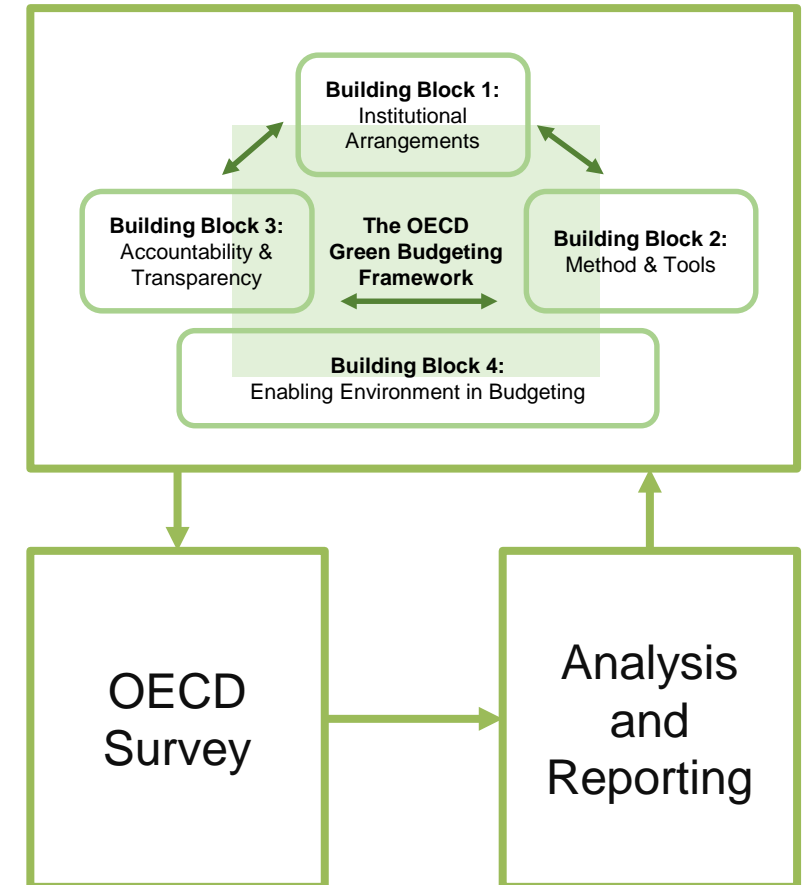 Building Block 1:
Institutional
Arrangements
Building Block 3:
Accountability &
Transparency
The OECD
Green Budgeting
Framework
Building Block 2:
Method & Tools
Building Block 4:
Enabling Environment in Budgeting
OECD
Survey
Analysis
and
Reporting